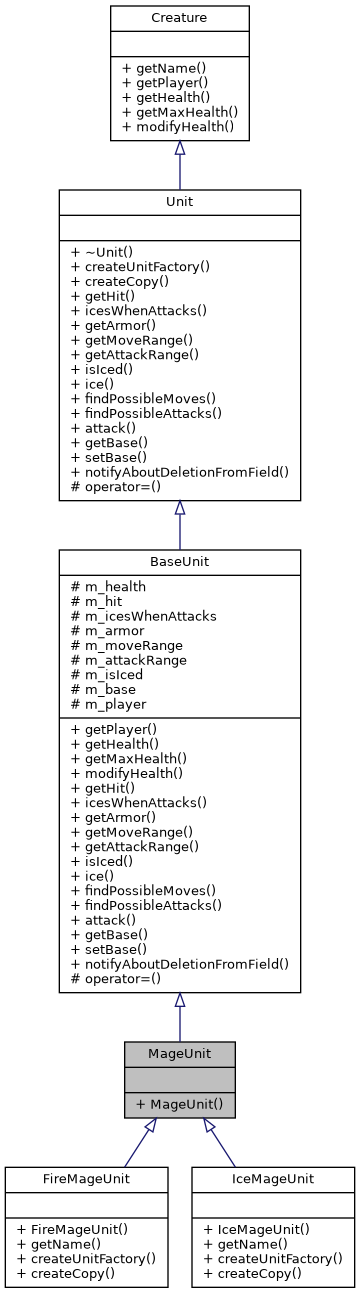 Creature
+ getName()
+ getPlayer()
+ getHealth()
+ getMaxHealth()
+ modifyHealth()
Unit
+ ~Unit()
+ createUnitFactory()
+ createCopy()
+ getHit()
+ icesWhenAttacks()
+ getArmor()
+ getMoveRange()
+ getAttackRange()
+ isIced()
+ ice()
+ findPossibleMoves()
+ findPossibleAttacks()
+ attack()
+ getBase()
+ setBase()
+ notifyAboutDeletionFromField()
# operator=()
BaseUnit
# m_health
# m_hit
# m_icesWhenAttacks
# m_armor
# m_moveRange
# m_attackRange
# m_isIced
# m_base
# m_player
+ getPlayer()
+ getHealth()
+ getMaxHealth()
+ modifyHealth()
+ getHit()
+ icesWhenAttacks()
+ getArmor()
+ getMoveRange()
+ getAttackRange()
+ isIced()
+ ice()
+ findPossibleMoves()
+ findPossibleAttacks()
+ attack()
+ getBase()
+ setBase()
+ notifyAboutDeletionFromField()
# operator=()
MageUnit
+ MageUnit()
FireMageUnit
+ FireMageUnit()
+ getName()
+ createUnitFactory()
+ createCopy()
IceMageUnit
+ IceMageUnit()
+ getName()
+ createUnitFactory()
+ createCopy()